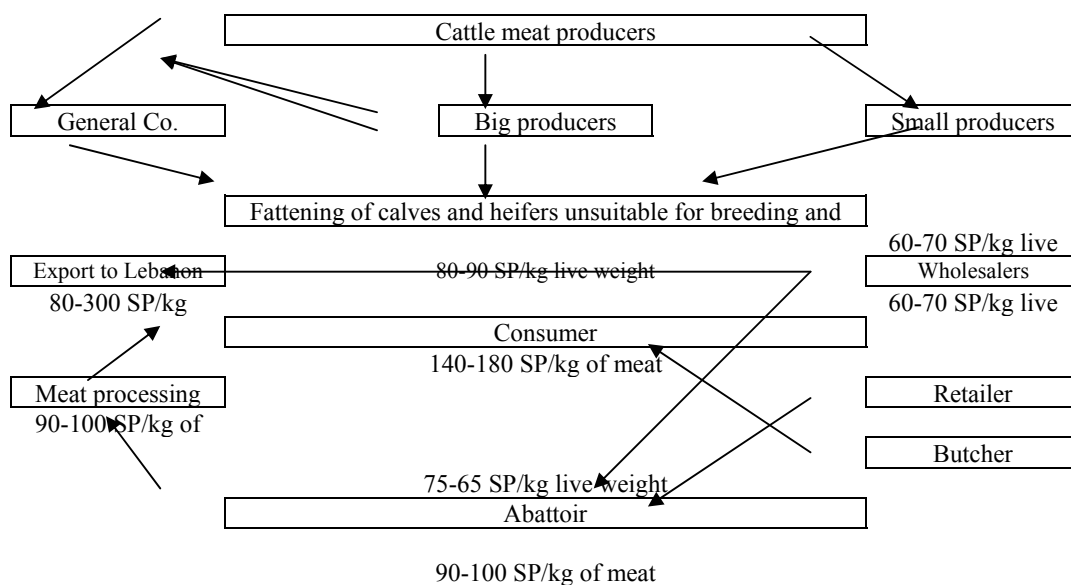 Cattle meat producers
General Co.
Big producers
Small producers
Fattening of calves and heifers unsuitable for breeding and
60-70 SP/kg live
Export to Lebanon
80-90 SP/kg live weight
Wholesalers
80-300 SP/kg
60-70 SP/kg live
Consumer
140-180 SP/kg of meat
Meat processing
Retailer
90-100 SP/kg of
Butcher
75-65 SP/kg live weight
Abattoir
90-100 SP/kg of meat